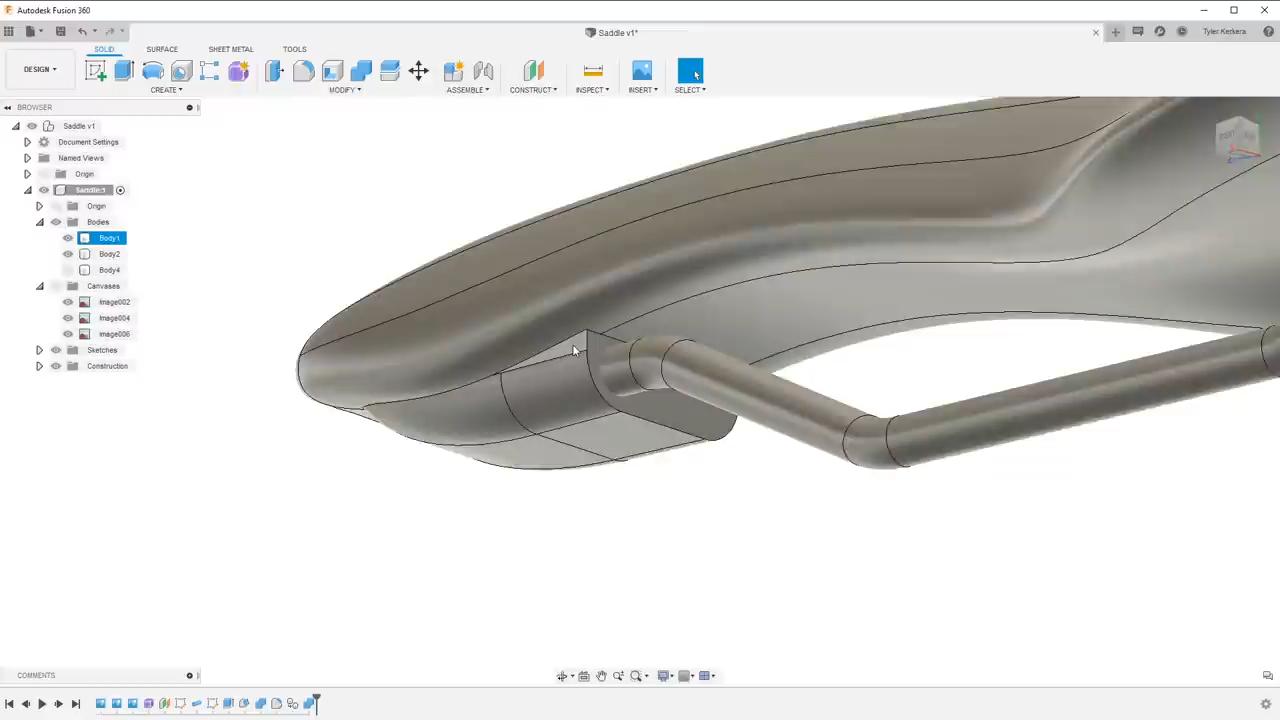 Autodesk Fusion 360
Saddle v1*
Tyler Kerkera
DESIGN
SOLID
SURFACE
SHEET METAL
TOOLS
CREATE
MODIFY
ASSEMBLE
CONSTRUCT
INSPECT
INSERT
SELECT
BROWSER
Saddle v1
Document Settings
Named Views
Origin
Saddle:1
Origin
Bodies
Body1
Body2
Body4
Canvases
Image002
Image004
Image006
Sketches
Construction
COMMENTS